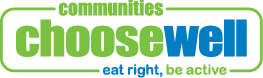 communities
choosewell
eat right, be active